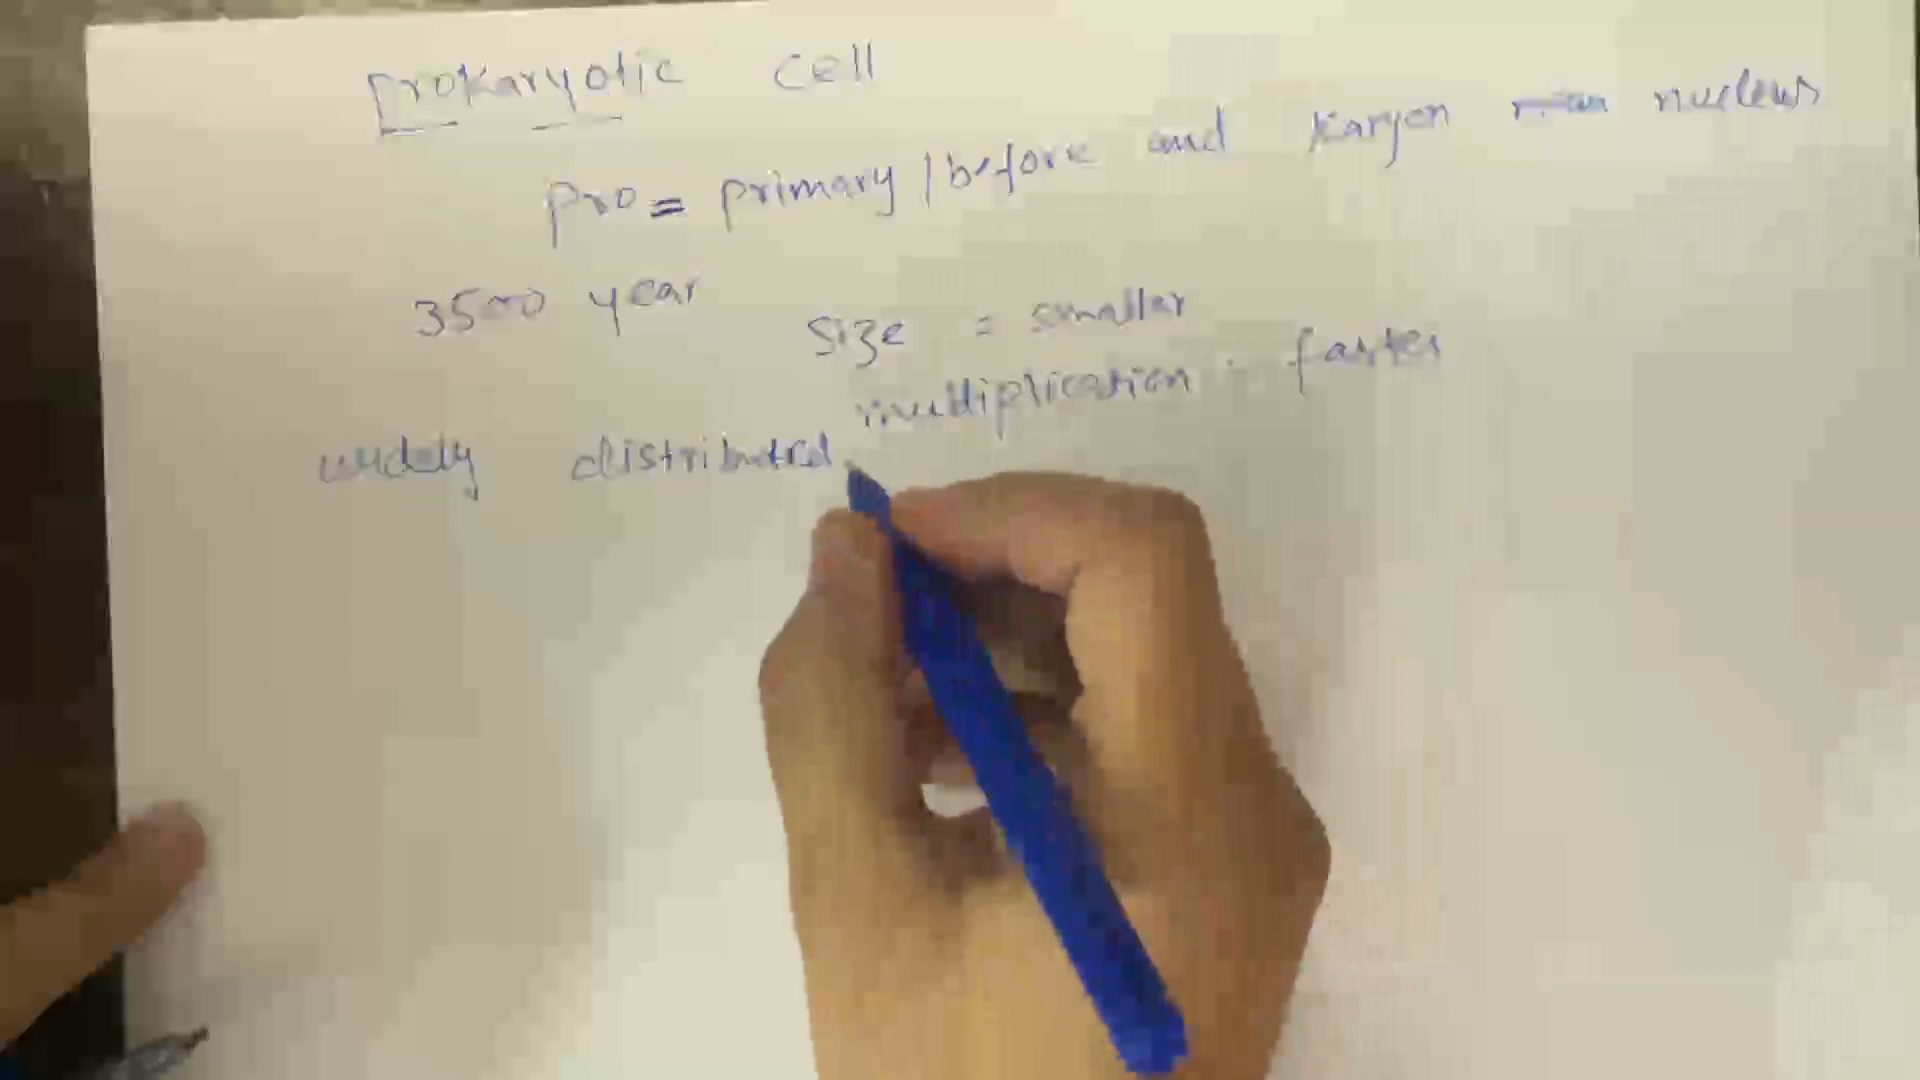 Prokaryotic cell
pro = primary / before and karyon nucleus
3500 year
size = smaller
multiplication = faster
widely distributed